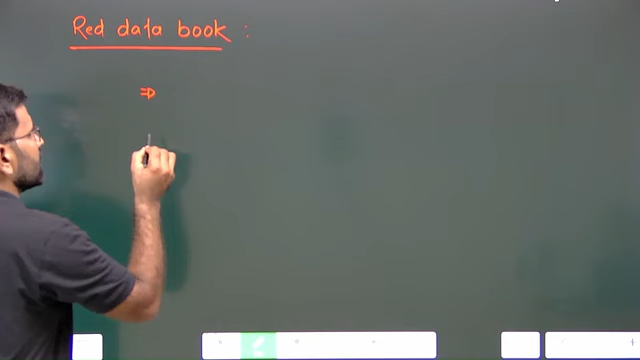 Red data book :
⇒